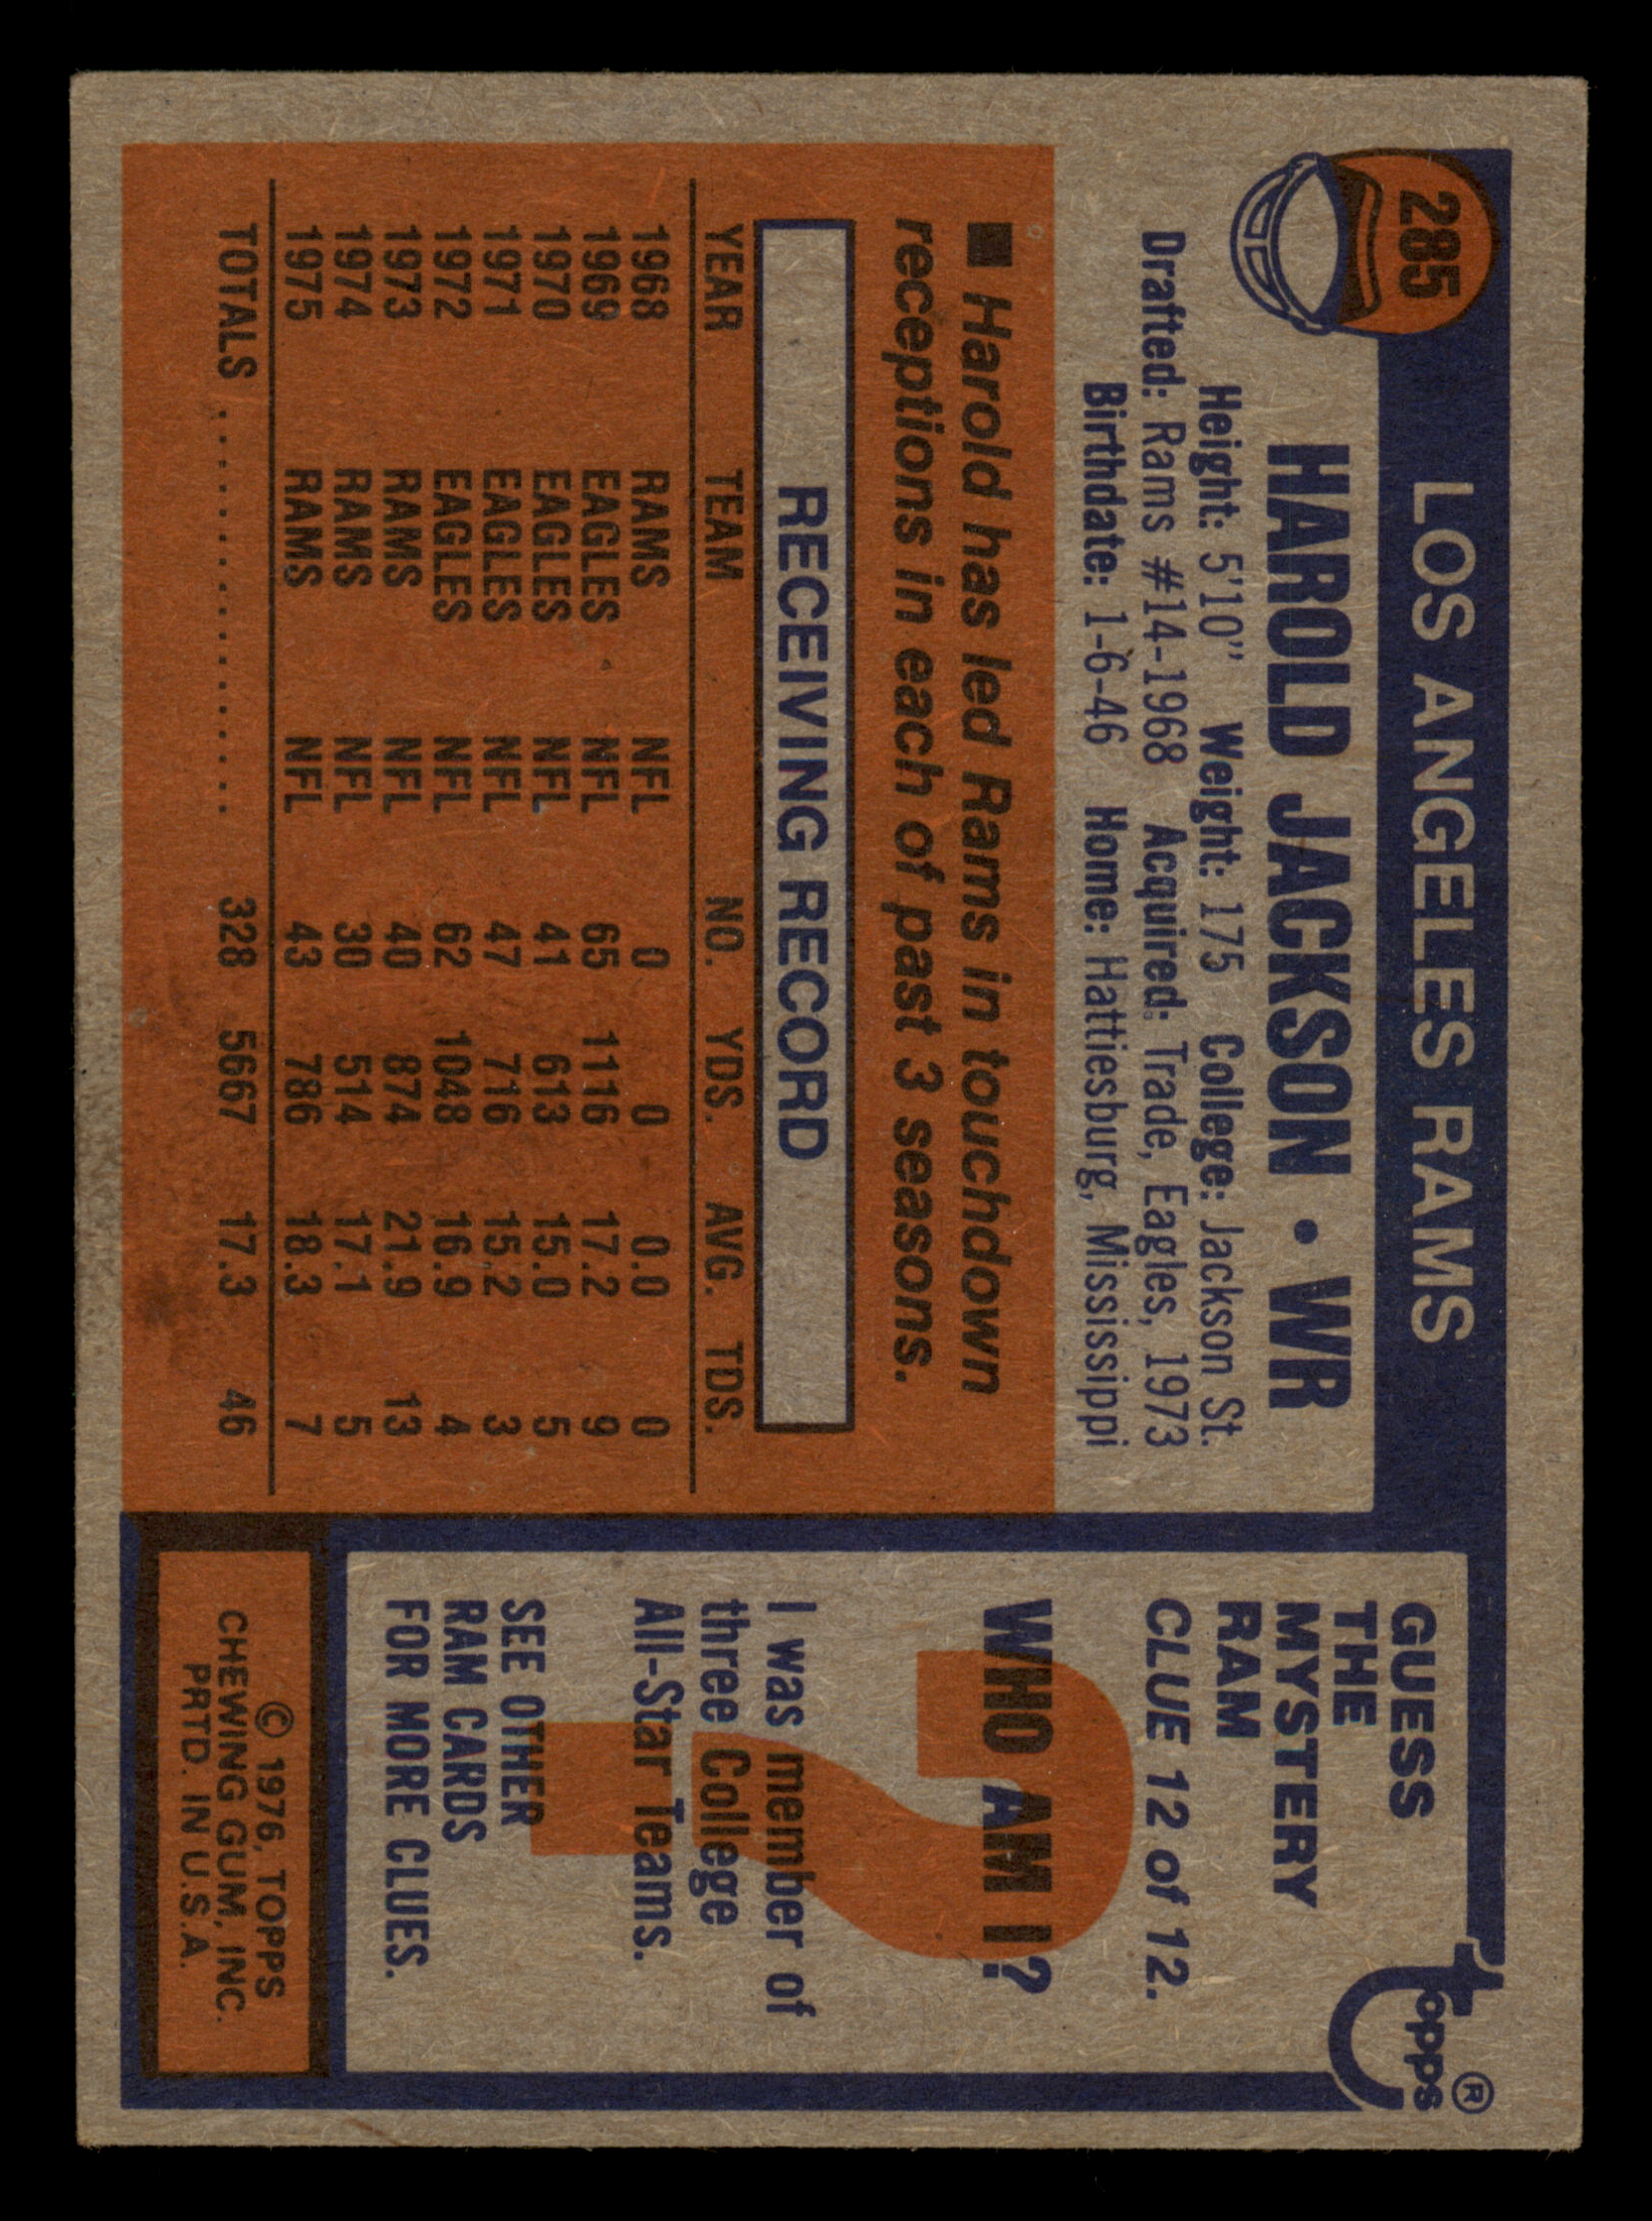 285
LOS ANGELES RAMS
HAROLD JACKSON • WR
Height: 5'10" Weight: 175 College: Jackson St.
Drafted: Rams #14-1968 Acquired: Trade, Eagles, 1973
Birthdate: 1-6-46 Home: Hattiesburg, Mississippi
■ Harold has led Rams in touchdown
receptions in each of past 3 seasons.
RECEIVING RECORD
YEAR TEAM NO. YDS. AVG. TDS.
1968 RAMS NFL 0 0 0.0 0
1969 EAGLES NFL 65 1116 17.2 9
1970 EAGLES NFL 41 613 15.0 5
1971 EAGLES NFL 47 716 15.2 3
1972 EAGLES NFL 62 1048 16.9 4
1973 RAMS NFL 40 874 21.9 13
1974 RAMS NFL 30 514 17.1 5
1975 RAMS NFL 43 786 18.3 7
TOTALS .................... 328 5667 17.3 46
topps®
GUESS
THE
MYSTERY
RAM
CLUE 12 of 12.
WHO AM I?
I was member of
three College
All-Star Teams.
SEE OTHER
RAM CARDS
FOR MORE CLUES.
© 1976, TOPPS
CHEWING GUM, INC.
PRTD. IN U.S.A.